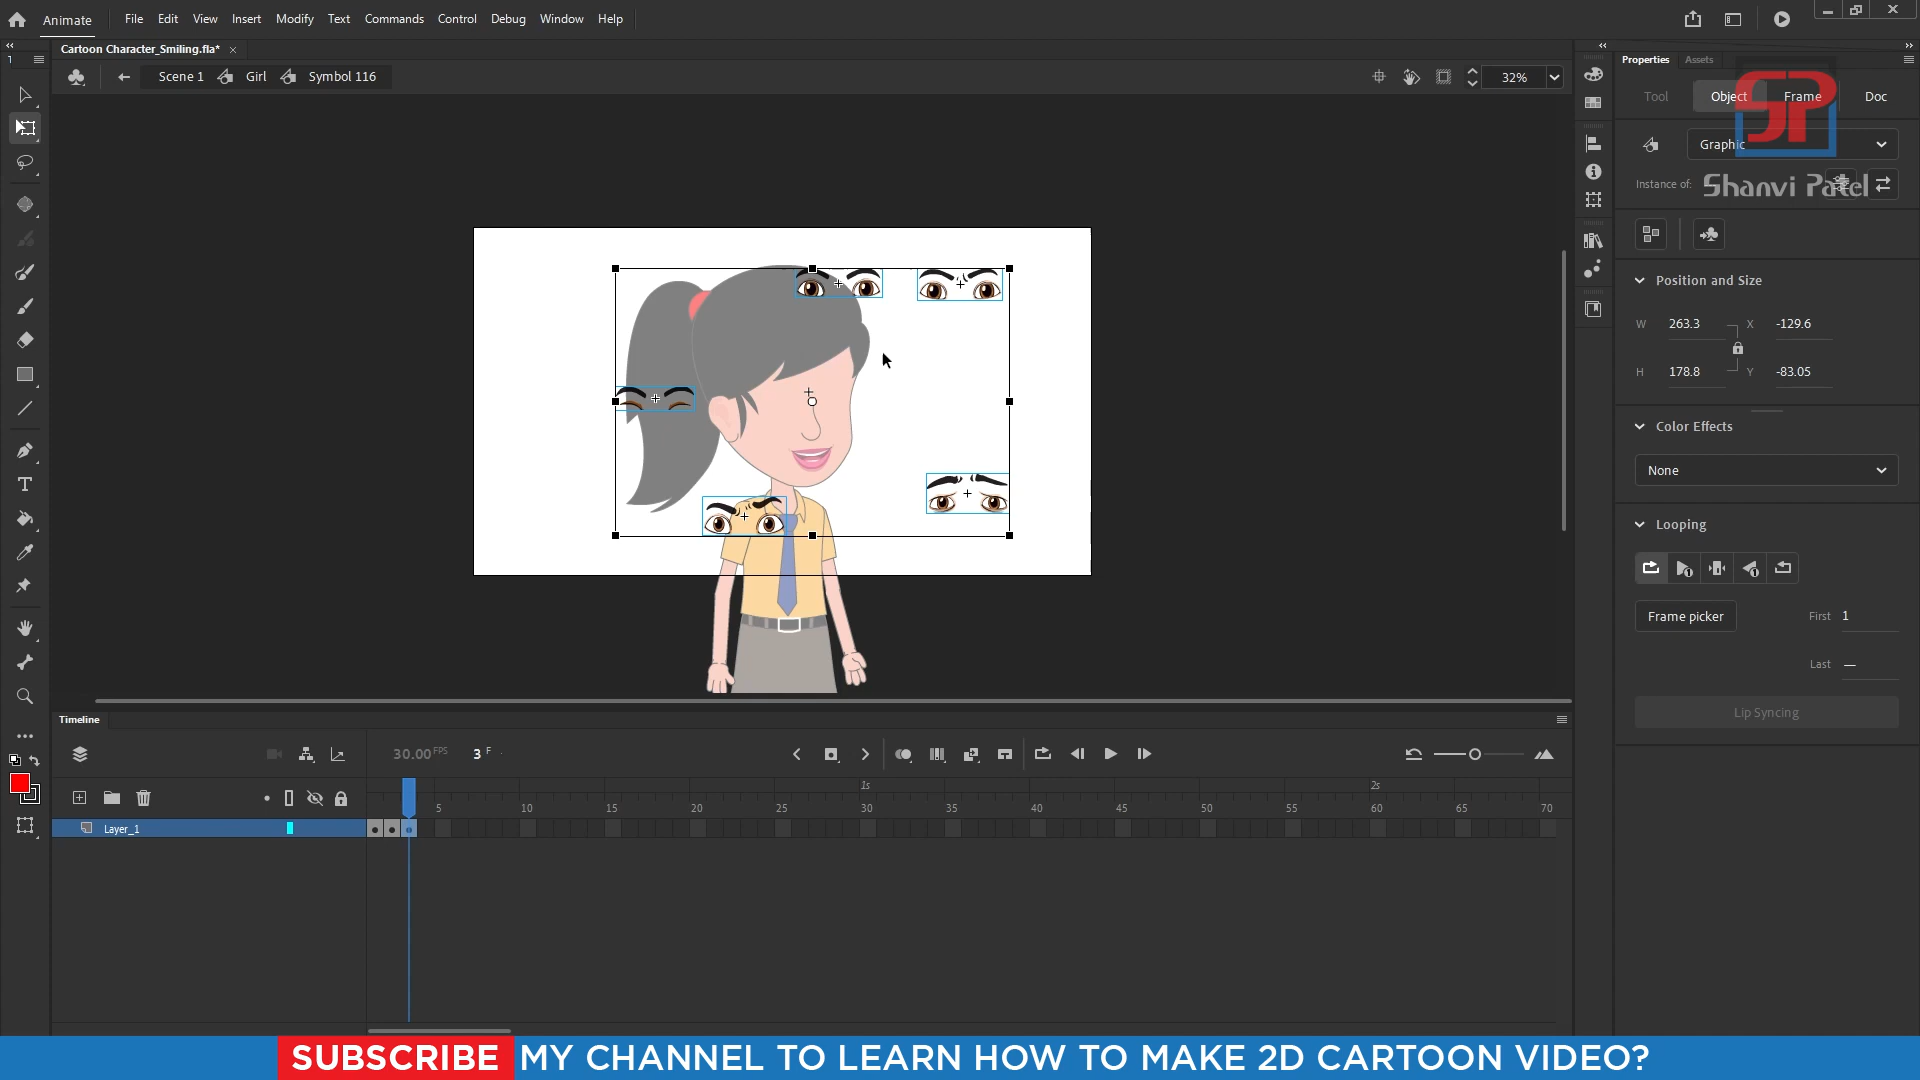 Animate File Edit View Insert Modify Text Commands Control Debug Window Help
Cartoon Character_Smiling.fla* ×
Scene 1 Girl Symbol 116 32%
1
Properties Assets
Tool Object Frame Doc
SP
Graphic
Instance of:
Shanvi Patel
Position and Size
W 263.3 X -129.6
H 178.8 Y -83.05
Color Effects
None
Looping
Frame picker First 1
Last —
Lip Syncing
Timeline
30.00 FPS 3 F
1s 2s
5 10 15 20 25 30 35 40 45 50 55 60 65 70
Layer_1
SUBSCRIBE MY CHANNEL TO LEARN HOW TO MAKE 2D CARTOON VIDEO?